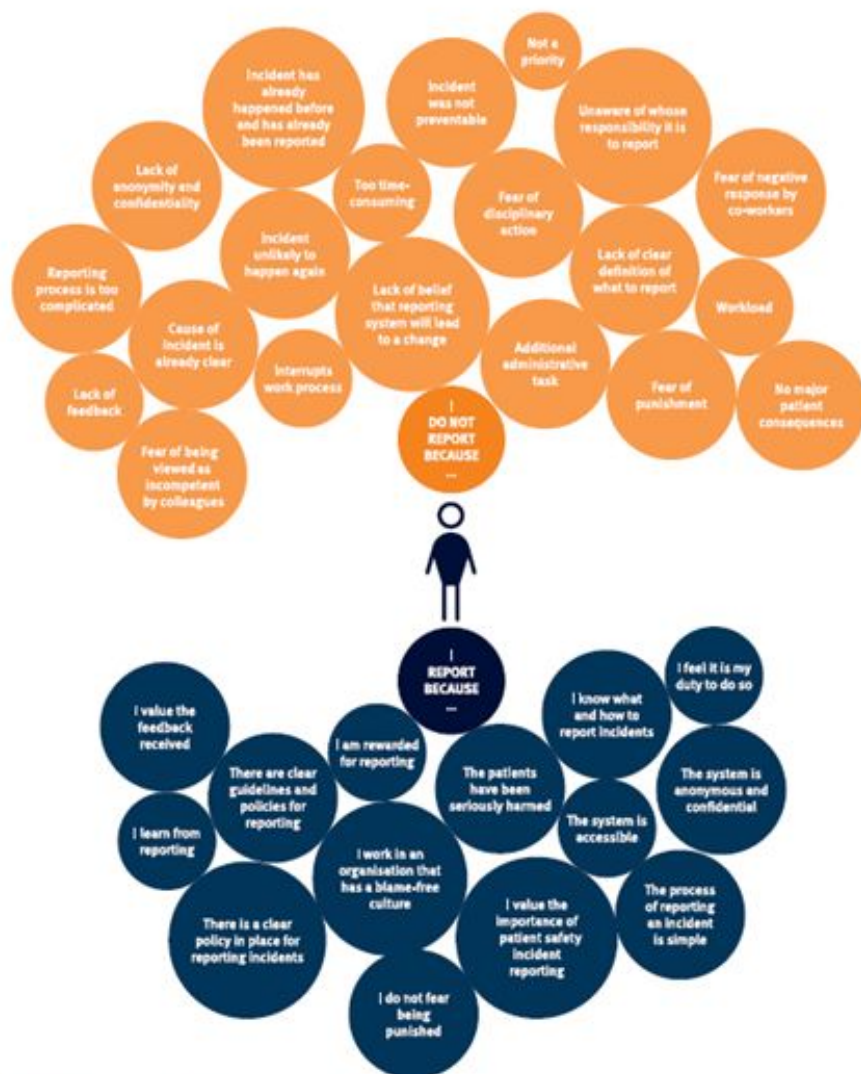 Not a
priority
Incident has
already
happened before
and has already
been reported
Incident
was not
preventable
Unaware of whose
responsibility it is
to report
Lack of
anonymity and
confidentiality
Too time-
consuming
Fear of
disciplinary
action
Fear of negative
response by
co-workers
Incident
unlikely to
happen again
Lack of clear
definition of
what to report
Reporting
process is too
complicated
Lack of belief
that reporting
system will lead
to a change
Workload
Cause of
incident is
already clear
Additional
administrative
task
Interrupts
work process
Fear of
punishment
No major
patient
consequences
Lack of
feedback
Fear of being
viewed as
incompetent
by colleagues
I
DO NOT
REPORT
BECAUSE
...
I
REPORT
BECAUSE
...
I feel it is my
duty to do so
I value the
feedback
received
I know what
and how to
report incidents
I am rewarded
for reporting
There are clear
guidelines and
policies for
reporting
The patients
have been
seriously harmed
The system is
anonymous and
confidential
I learn from
reporting
The system is
accessible
I work in an
organisation that
has a blame-free
culture
There is a clear
policy in place for
reporting incidents
I value the
importance of
patient safety
incident
reporting
The process
of reporting
an incident
is simple
I do not fear
being
punished